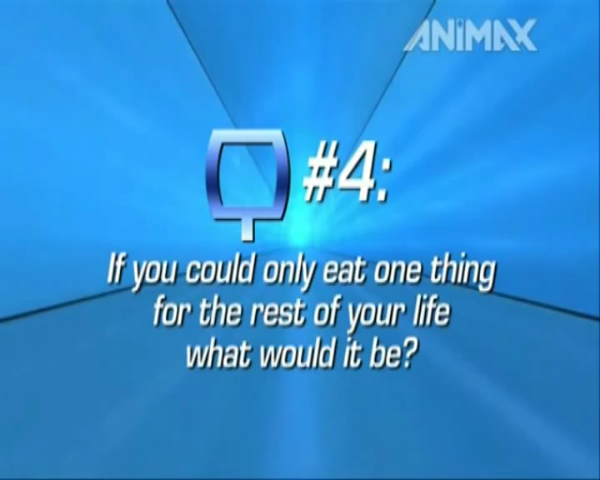 ANIMAX
Q #4:
If you could only eat one thing
for the rest of your life
what would it be?